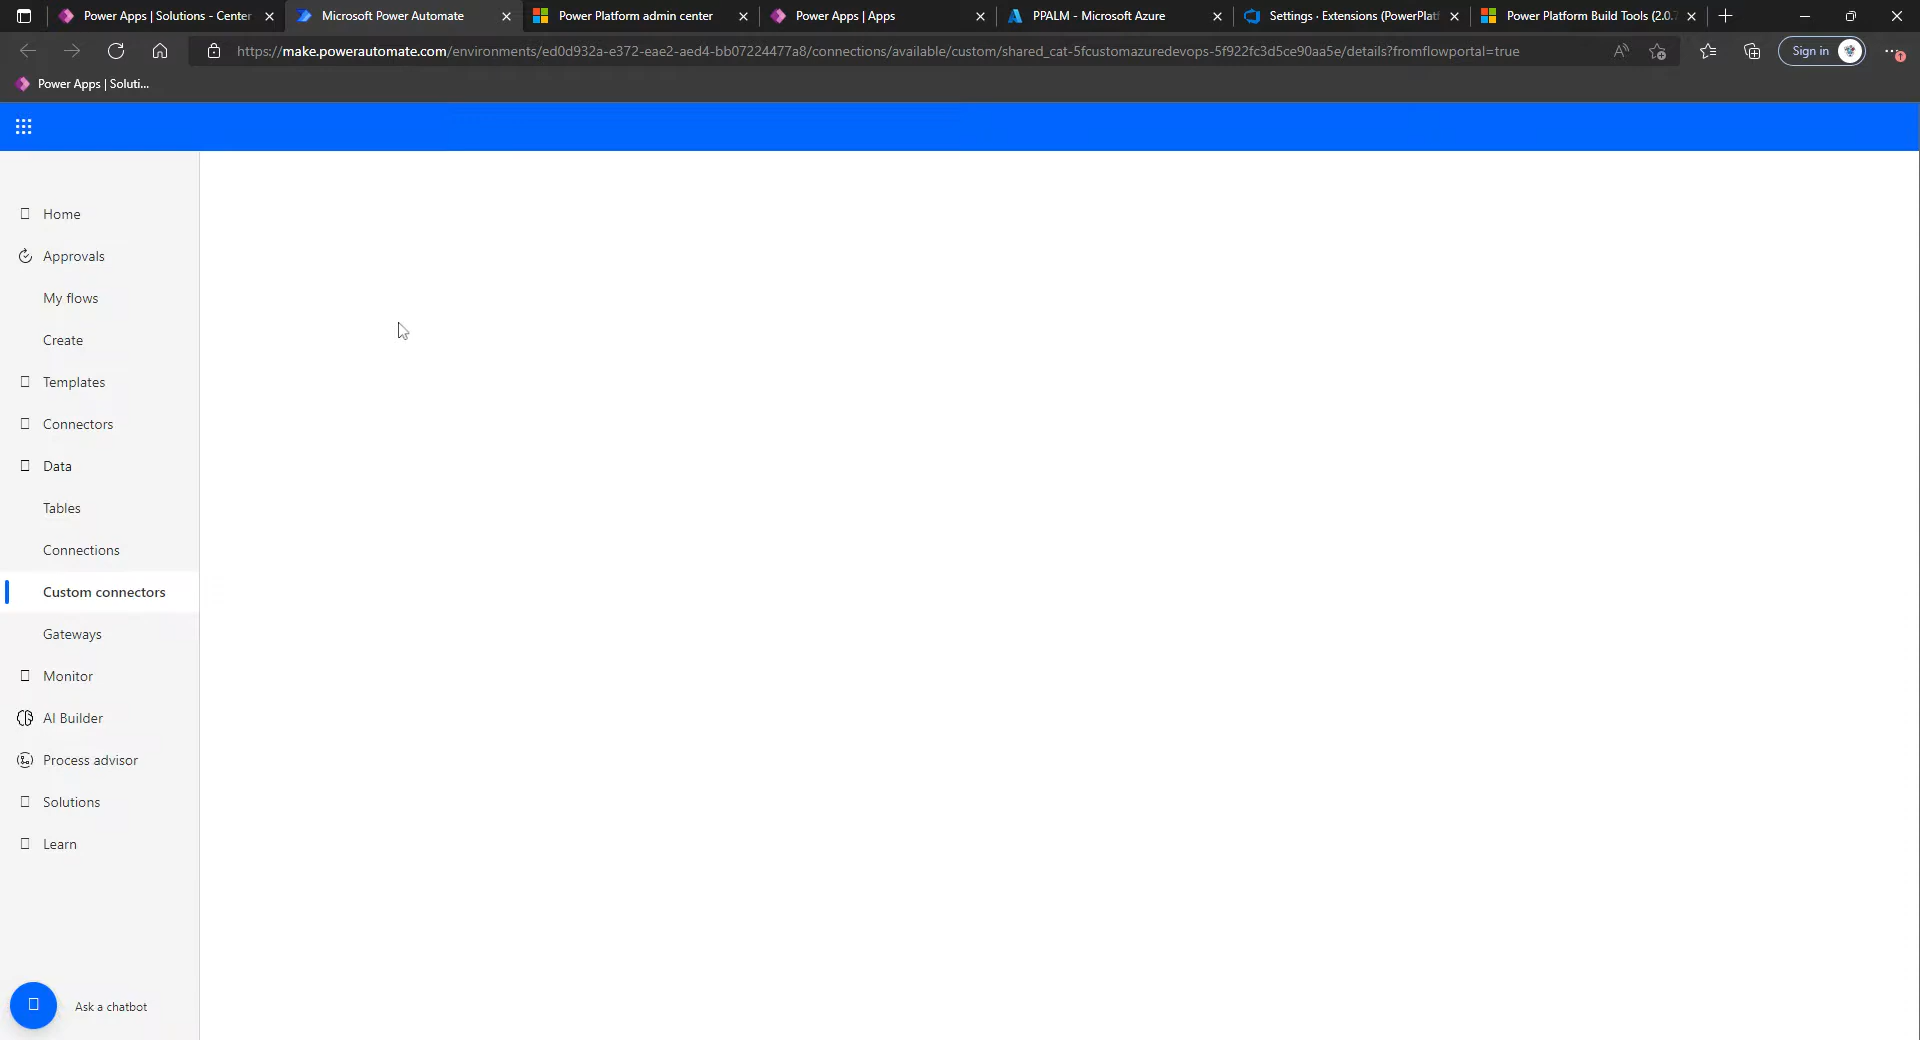 Power Apps | Solutions - Center
Microsoft Power Automate
Power Platform admin center
Power Apps | Apps
PPALM - Microsoft Azure
Settings · Extensions (PowerPlat
Power Platform Build Tools (2.0.
https://make.powerautomate.com/environments/ed0d932a-e372-eae2-aed4-bb07224477a8/connections/available/custom/shared_cat-5fcustomazuredevops-5f922fc3d5ce90aa5e/details?fromflowportal=true
Sign in
Power Apps | Soluti...
Home
Approvals
My flows
Create
Templates
Connectors
Data
Tables
Connections
Custom connectors
Gateways
Monitor
AI Builder
Process advisor
Solutions
Learn
Ask a chatbot